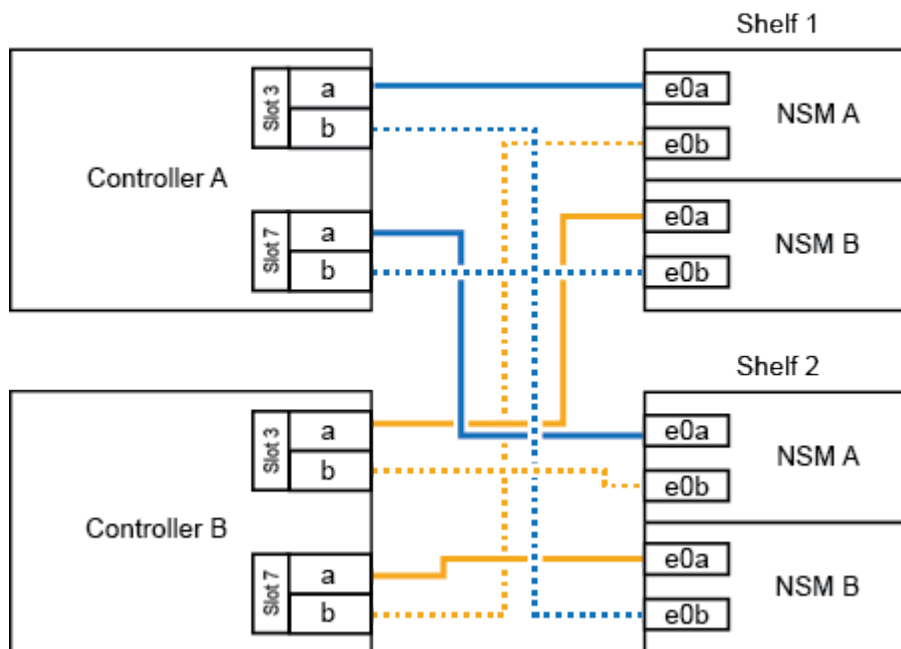 Shelf 1
Slot 3
a
b
Controller A
Slot 7
a
b
e0a
e0b
NSM A
e0a
e0b
NSM B
Shelf 2
Slot 3
a
b
Controller B
Slot 7
a
b
e0a
e0b
NSM A
e0a
e0b
NSM B